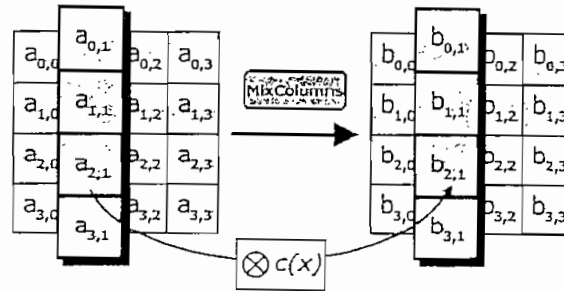 a0,0 a0,1 a0,2 a0,3
a1,0 a1,1 a1,2 a1,3
a2,0 a2,1 a2,2 a2,3
a3,0 a3,1 a3,2 a3,3
MixColumns
b0,0 b0,1 b0,2 b0,3
b1,0 b1,1 b1,2 b1,3
b2,0 b2,1 b2,2 b2,3
b3,0 b3,1 b3,2 b3,3
⊗ c(x)